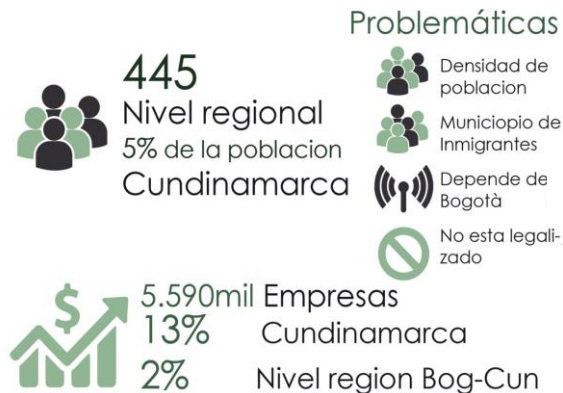 Problemáticas
445
Nivel regional
5% de la poblacion
Cundinamarca
Densidad de
poblacion
Municiopio de
Inmigrantes
Depende de
Bogotà
No esta legali-
zado
$
5.590mil Empresas
13% Cundinamarca
2% Nivel region Bog-Cun